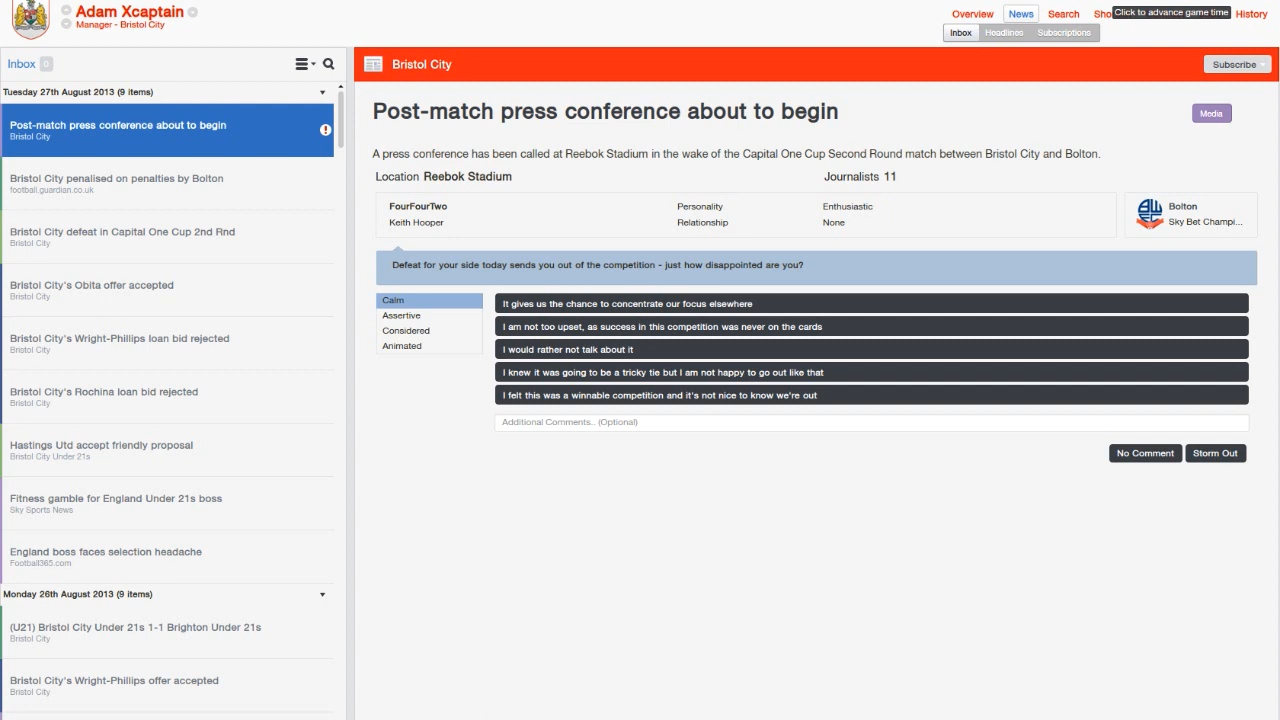 Adam Xcaptain
Manager - Bristol City
Overview News Search Sho Click to advance game time History
Inbox Headlines Subscriptions
Inbox 0
Bristol City
Subscribe
Tuesday 27th August 2013 (9 items)
Post-match press conference about to begin
Bristol City
Bristol City penalised on penalties by Bolton
football.guardian.co.uk
Bristol City defeat in Capital One Cup 2nd Rnd
Bristol City
Bristol City's Obita offer accepted
Bristol City
Bristol City's Wright-Phillips loan bid rejected
Bristol City
Bristol City's Rochina loan bid rejected
Bristol City
Hastings Utd accept friendly proposal
Bristol City Under 21s
Fitness gamble for England Under 21s boss
Sky Sports News
England boss faces selection headache
Football365.com
Monday 26th August 2013 (9 items)
(U21) Bristol City Under 21s 1-1 Brighton Under 21s
Bristol City
Bristol City's Wright-Phillips offer accepted
Bristol City
Post-match press conference about to begin
Media
A press conference has been called at Reebok Stadium in the wake of the Capital One Cup Second Round match between Bristol City and Bolton.
Location Reebok Stadium Journalists 11
FourFourTwo Personality Enthusiastic
Keith Hooper Relationship None
Bolton
Sky Bet Champi...
Defeat for your side today sends you out of the competition - just how disappointed are you?
Calm
Assertive
Considered
Animated
It gives us the chance to concentrate our focus elsewhere
I am not too upset, as success in this competition was never on the cards
I would rather not talk about it
I knew it was going to be a tricky tie but I am not happy to go out like that
I felt this was a winnable competition and it's not nice to know we're out
Additional Comments.. (Optional)
No Comment Storm Out